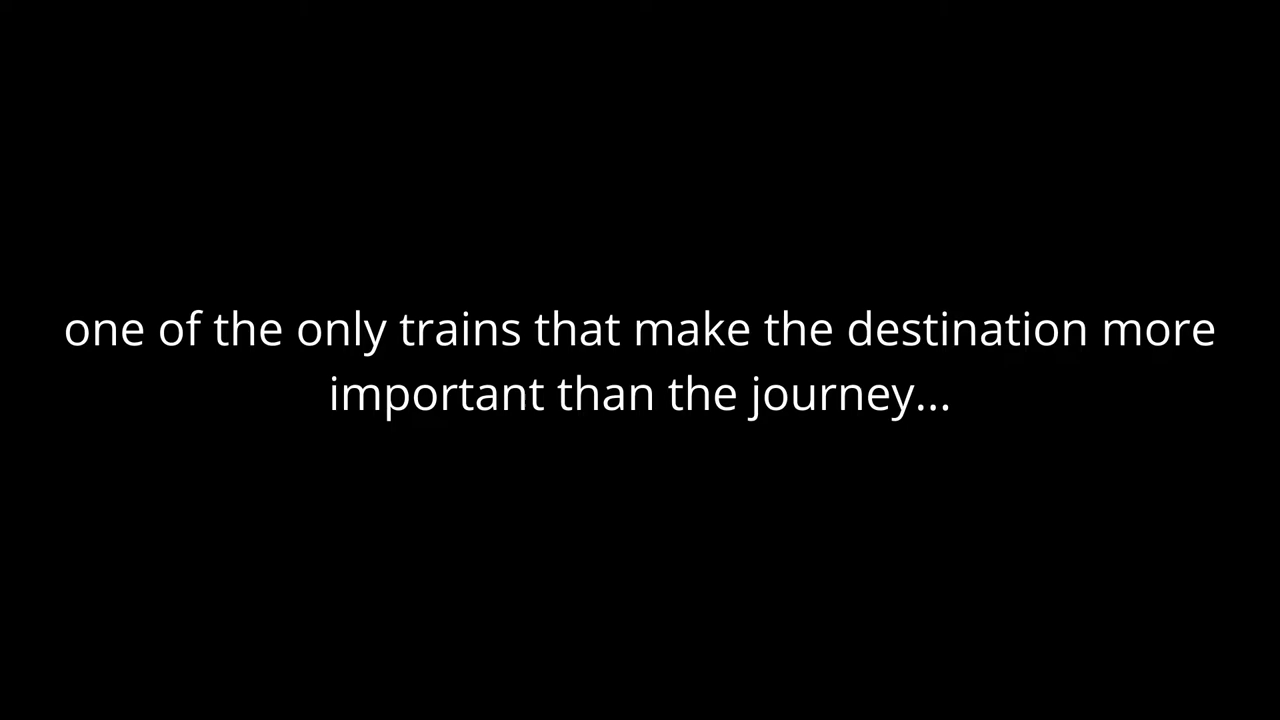 one of the only trains that make the destination more
important than the journey...